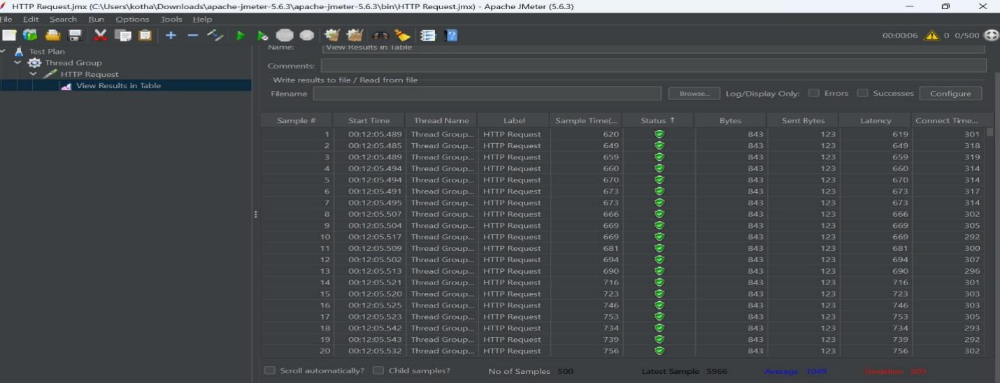 HTTP Request.jmx (C:\Users\kotha\Downloads\apache-jmeter-5.6.3\apache-jmeter-5.6.3\bin\HTTP Request.jmx) - Apache JMeter (5.6.3)
File Edit Search Run Options Tools Help
00:00:06 0 0/500
Test Plan
Thread Group
HTTP Request
View Results in Table
Name: View Results in Table
Comments:
Write results to file / Read from file
Filename Browse... Log/Display Only: Errors Successes Configure
Sample # Start Time Thread Name Label Sample Time(... Status ↑ Bytes Sent Bytes Latency Connect Time...
1 00:12:05.489 Thread Group... HTTP Request 620 843 123 619 301
2 00:12:05.485 Thread Group... HTTP Request 649 843 123 649 318
3 00:12:05.489 Thread Group... HTTP Request 659 843 123 659 319
4 00:12:05.494 Thread Group... HTTP Request 660 843 123 660 314
5 00:12:05.494 Thread Group... HTTP Request 670 843 123 670 314
6 00:12:05.491 Thread Group... HTTP Request 673 843 123 673 317
7 00:12:05.495 Thread Group... HTTP Request 673 843 123 673 314
8 00:12:05.507 Thread Group... HTTP Request 666 843 123 666 302
9 00:12:05.504 Thread Group... HTTP Request 669 843 123 669 305
10 00:12:05.517 Thread Group... HTTP Request 669 843 123 669 292
11 00:12:05.509 Thread Group... HTTP Request 681 843 123 681 300
12 00:12:05.502 Thread Group... HTTP Request 694 843 123 694 307
13 00:12:05.513 Thread Group... HTTP Request 690 843 123 690 296
14 00:12:05.521 Thread Group... HTTP Request 716 843 123 716 301
15 00:12:05.520 Thread Group... HTTP Request 723 843 123 723 303
16 00:12:05.525 Thread Group... HTTP Request 746 843 123 746 303
17 00:12:05.523 Thread Group... HTTP Request 753 843 123 753 305
18 00:12:05.542 Thread Group... HTTP Request 734 843 123 734 293
19 00:12:05.543 Thread Group... HTTP Request 739 843 123 739 292
20 00:12:05.532 Thread Group... HTTP Request 756 843 123 756 302
Scroll automatically? Child samples? No of Samples 500 Latest Sample 5966 Average 1049 Deviation 509